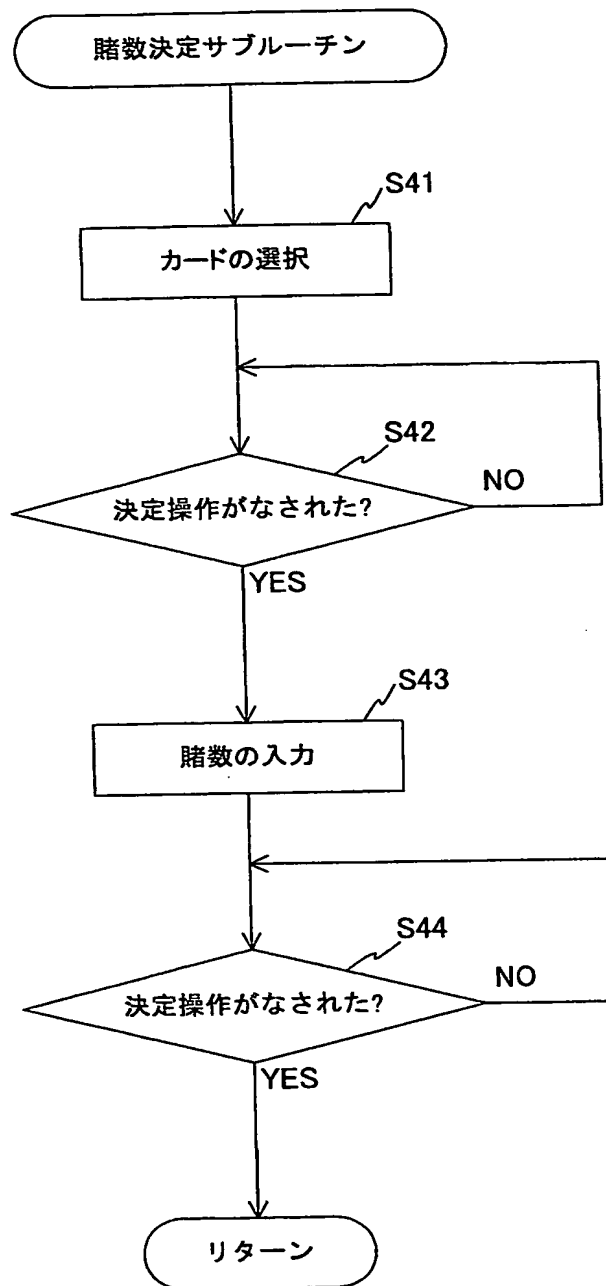 賭数決定サブルーチン
S41
カードの選択
S42
決定操作がなされた?
NO
YES
S43
賭数の入力
S44
決定操作がなされた?
NO
YES
リターン